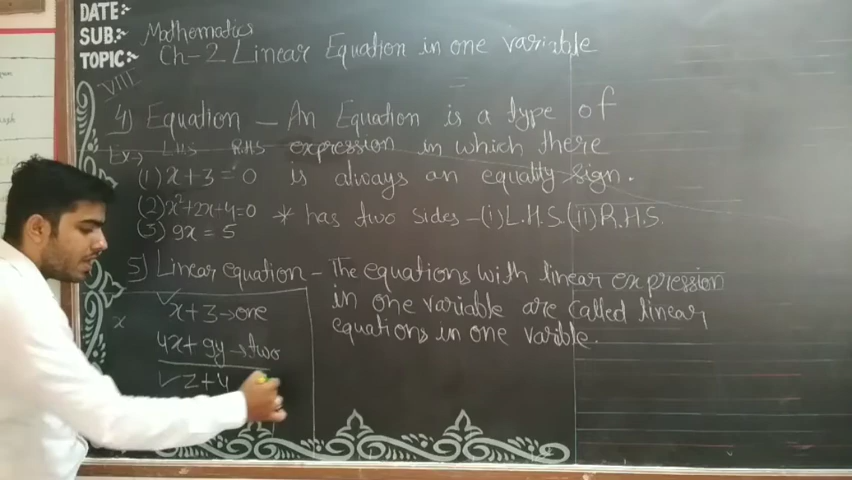 DATE:-
SUB:- Mathematics
TOPIC:- Ch-2 Linear Equation in one variable
VIII
4) Equation - An Equation is a type of
Ex-> L.H.S R.H.S expression in which there
(1) x+3=0 is always an equality sign.
(2) x²+2x+4=0 * has two sides - (i) L.H.S. (ii) R.H.S.
(3) 9x = 5
5) Linear equation - The equations with linear expression
✓ x+3→one in one variable are called linear
x 4x+9y→two equations in one varible.
✓ z+4